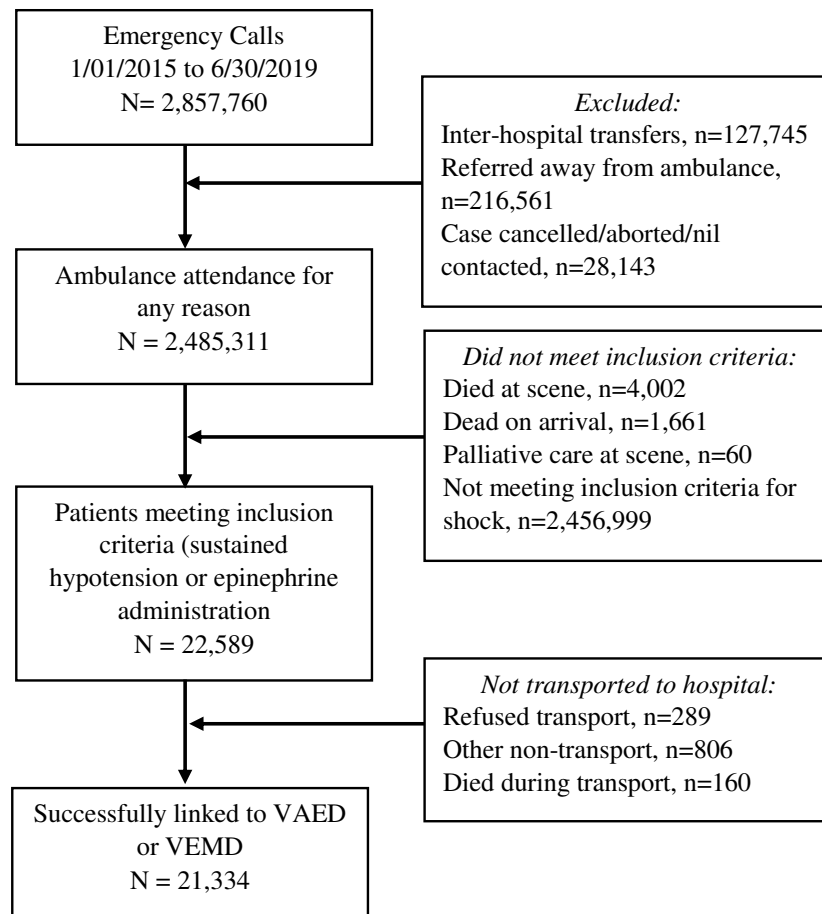 Emergency Calls
1/01/2015 to 6/30/2019
N= 2,857,760
Excluded:
Inter-hospital transfers, n=127,745
Referred away from ambulance,
n=216,561
Case cancelled/aborted/nil
contacted, n=28,143
Ambulance attendance for
any reason
N = 2,485,311
Did not meet inclusion criteria:
Died at scene, n=4,002
Dead on arrival, n=1,661
Palliative care at scene, n=60
Not meeting inclusion criteria for
shock, n=2,456,999
Patients meeting inclusion
criteria (sustained
hypotension or epinephrine
administration
N = 22,589
Not transported to hospital:
Refused transport, n=289
Other non-transport, n=806
Died during transport, n=160
Successfully linked to VAED
or VEMD
N = 21,334